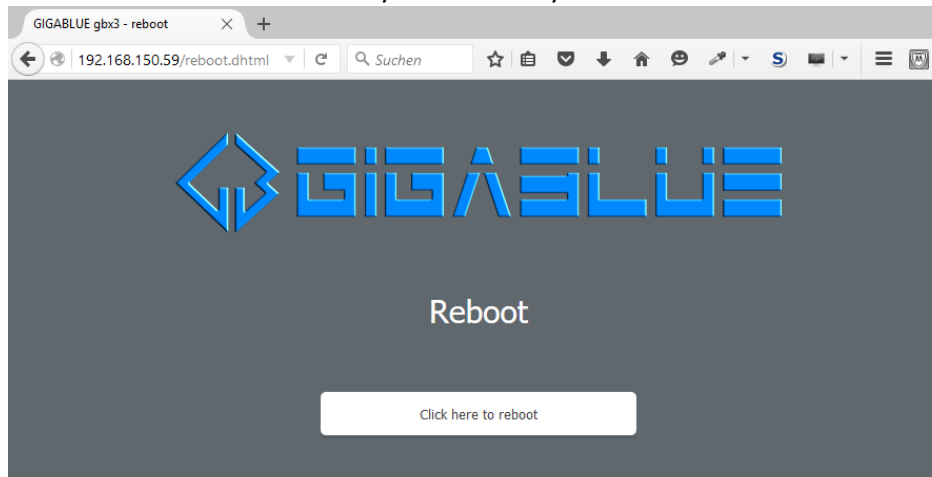 GIGABLUE gbx3 - reboot
192.168.150.59/reboot.dhtml
Suchen
GIGABLUE
Reboot
Click here to reboot